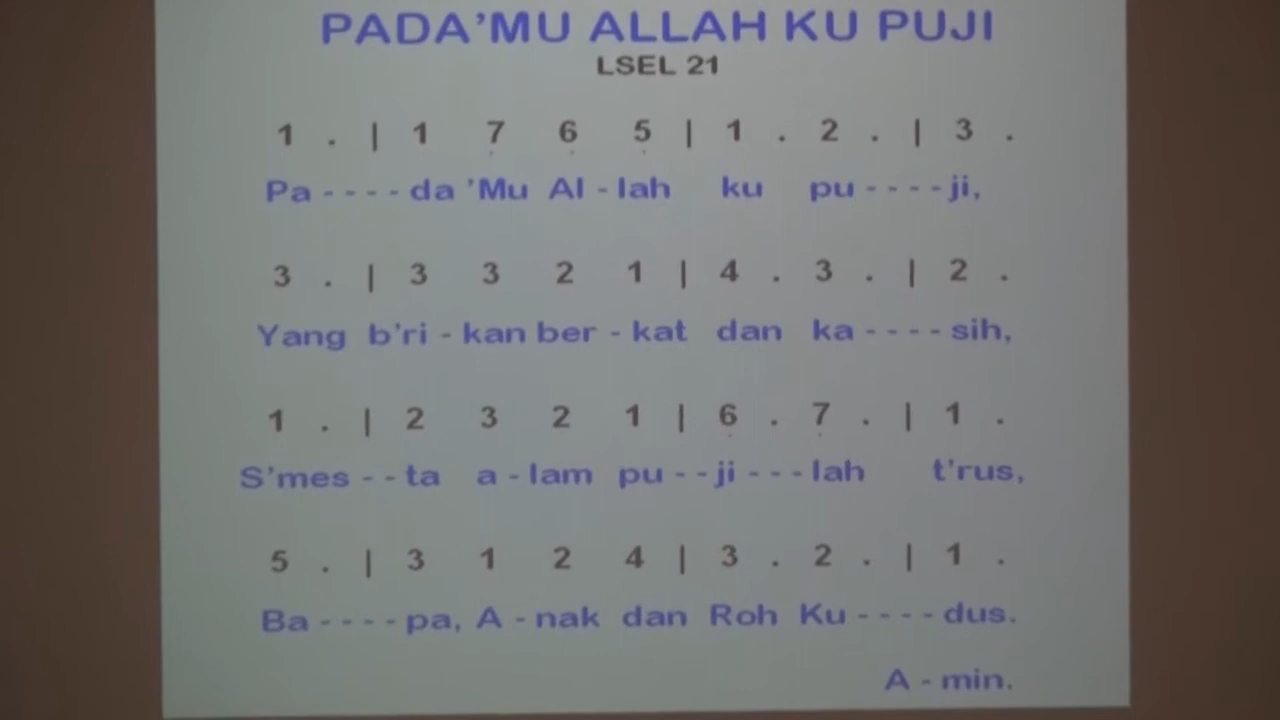 PADA'MU ALLAH KU PUJI
LSEL 21
1 . | 1 7 6 5 | 1 . 2 . | 3 .
Pa - - - - da 'Mu Al - lah ku pu - - - - ji,
3 . | 3 3 2 1 | 4 . 3 . | 2 .
Yang b'ri - kan ber - kat dan ka - - - - sih,
1 . | 2 3 2 1 | 6 . 7 . | 1 .
S'mes - - ta a - lam pu - - ji - - - lah t'rus,
5 . | 3 1 2 4 | 3 . 2 . | 1 .
Ba - - - - pa, A - nak dan Roh Ku - - - - dus.
A - min.